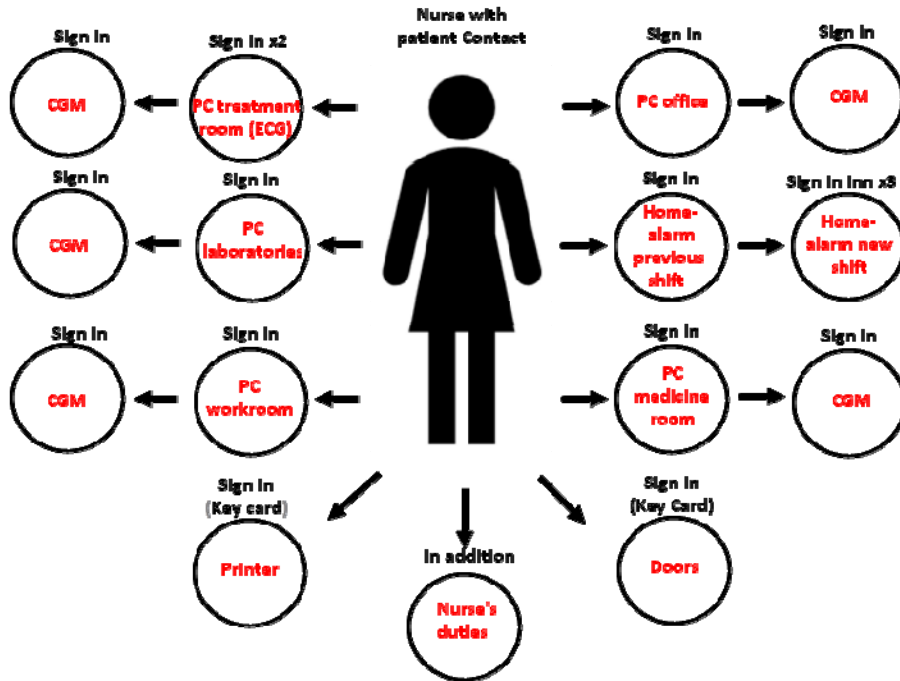 Nurse with
patient Contact
Sign in
CGM
Sign in x2
PC treatment
room (ECG)
Sign in
PC office
Sign in
CGM
Sign in
CGM
Sign in
PC
laboratories
Sign in
Home-
alarm
previous
shift
Sign in inn x3
Home-
alarm new
shift
Sign in
CGM
Sign in
PC
workroom
Sign in
PC
medicine
room
Sign in
CGM
Sign in
(Key card)
Printer
in addition
Nurse's
duties
Sign in
(Key Card)
Doors